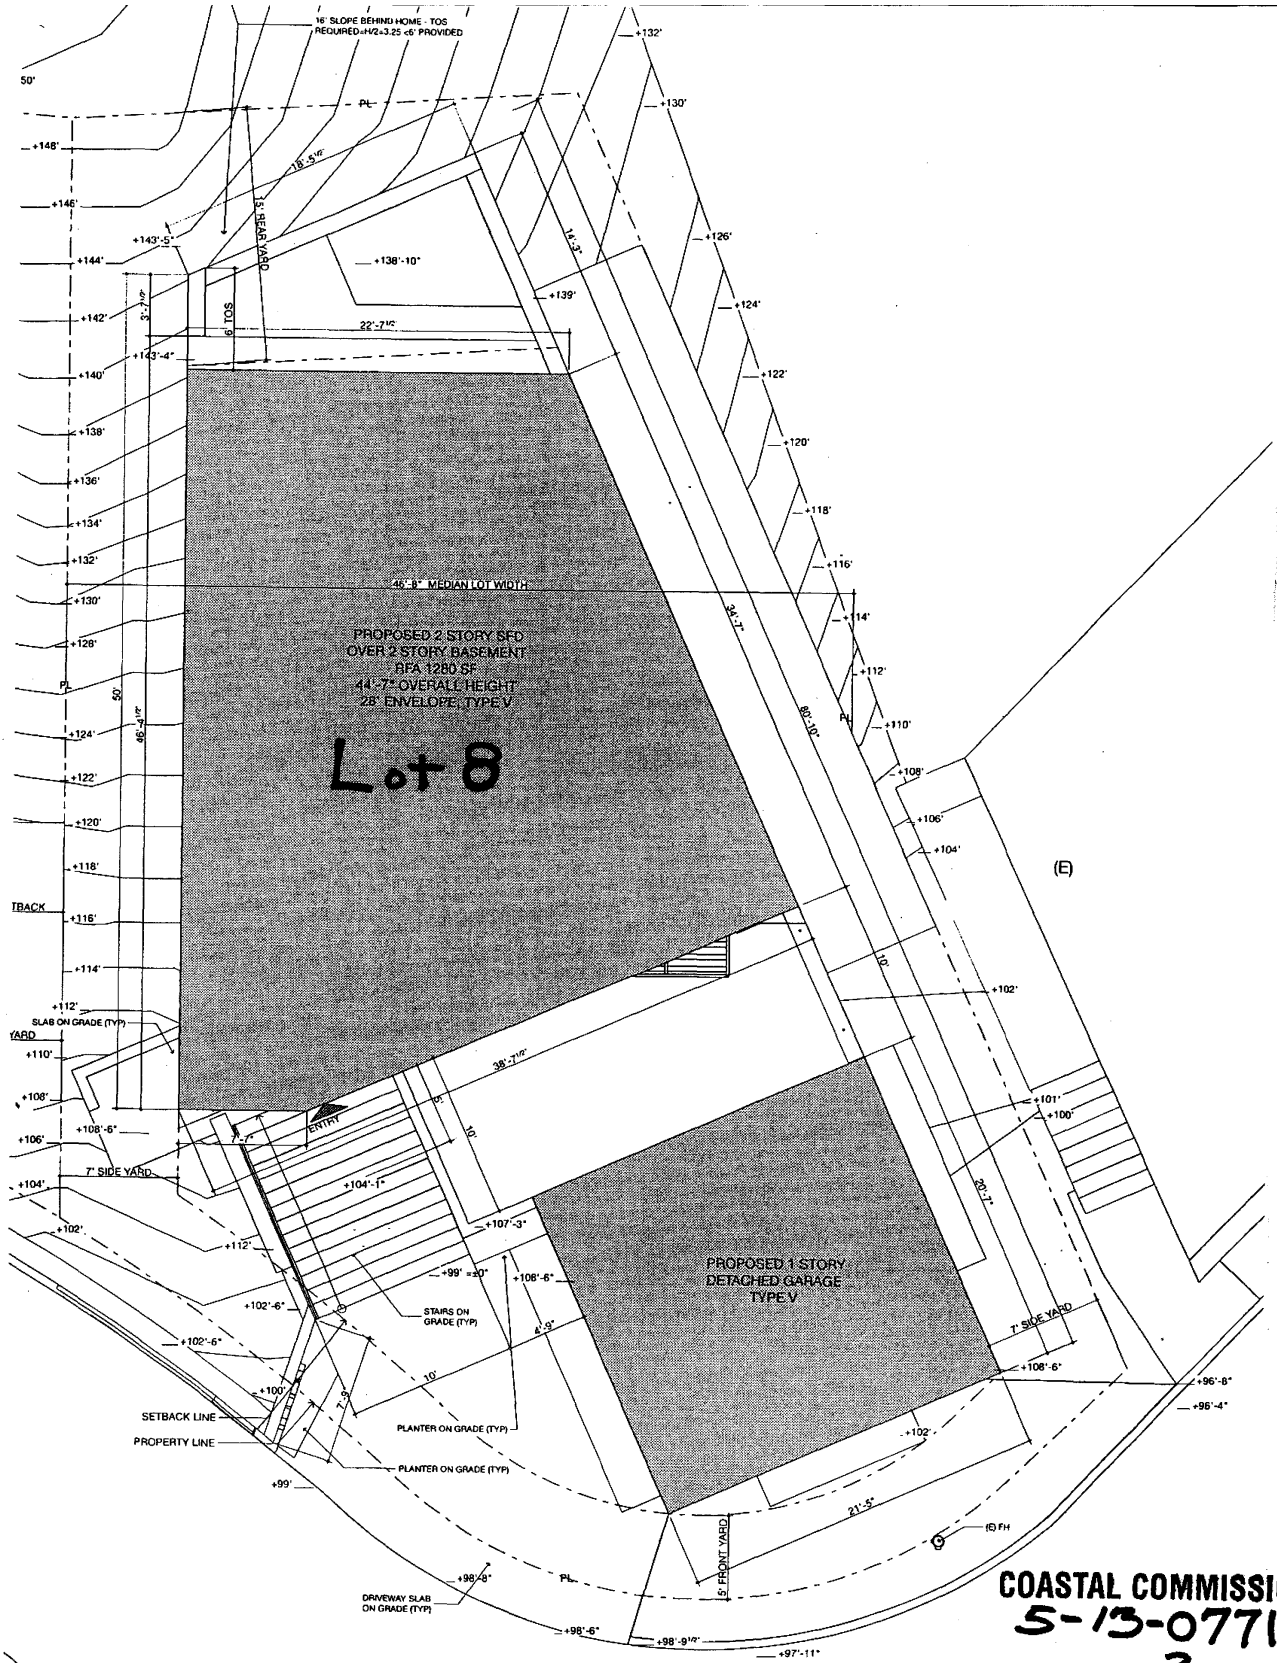 16' SLOPE BEHIND HOME - TOS
REQUIRED=H/2=3.25 <6' PROVIDED
+132'
50'
PL
+130'
+148'
18'-5 1/2"
+146'
15' REAR YARD
+143'-5"
14'-3"
+126'
+144'
+138'-10"
+139'
+142'
3'-7 1/2"
6' TOS
22'-7 1/2"
+124'
+143'-4"
+140'
+122'
+138'
+120'
+136'
+134'
+118'
+132'
+116'
46'-8" MEDIAN LOT WIDTH
+130'
34'-7"
+114'
PROPOSED 2 STORY SFD
OVER 2 STORY BASEMENT
RFA 1280 SF
44'-7" OVERALL HEIGHT
28' ENVELOPE, TYPE V
+128'
+112'
PL
50'
46'-4 1/2"
80'-10"
PL
+110'
+124'
Lot 8
+122'
+108'
+120'
+106'
+104'
+118'
(E)
TBACK
+116'
+114'
10'
+102'
+112'
SLAB ON GRADE (TYP)
YARD
+110'
38'-7 1/2"
+108'
5'
10'
+101'
+100'
+108'-6"
ENTRY
+106'
7'-7"
7' SIDE YARD
+104'
+104'-1"
20'-7"
+102'
+107'-3"
+112'
+99' =±0"
+106'-6"
PROPOSED 1 STORY
DETACHED GARAGE
TYPE V
+102'-6"
STAIRS ON
GRADE (TYP)
4'-9"
7' SIDE YARD
+102'-6"
+108'-6"
10'
+96'-8"
+100'
7'-9"
+96'-4"
SETBACK LINE
PLANTER ON GRADE (TYP)
+102'
PROPERTY LINE
PLANTER ON GRADE (TYP)
+99'
21'-5"
(E) FH
5' FRONT YARD
+98'-8"
PL
DRIVEWAY SLAB
ON GRADE (TYP)
COASTAL COMMISSI
5-13-0771
+98'-6"
+98'-9 1/2"
+97'-11"